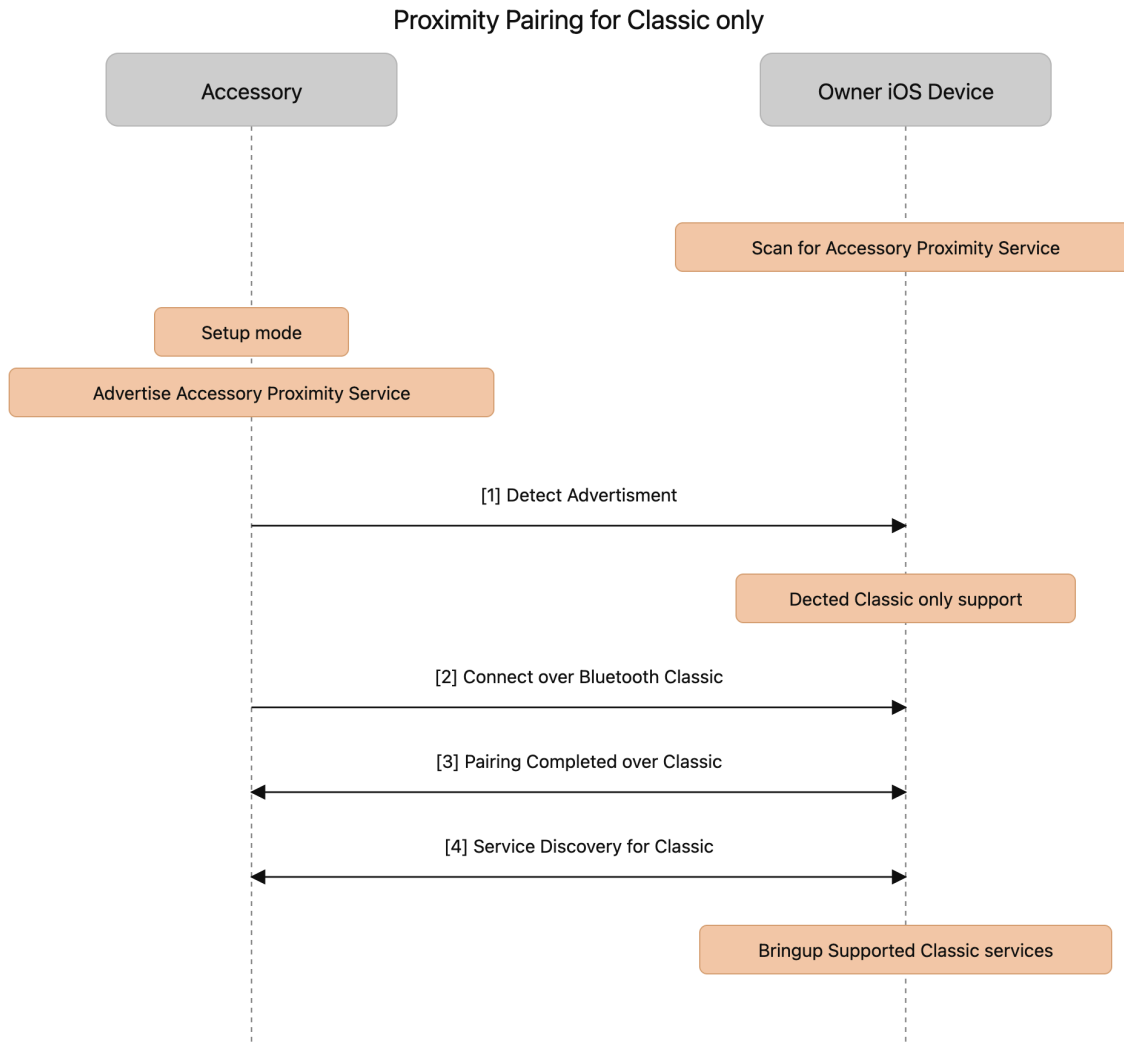 Proximity Pairing for Classic only
Accessory
Owner iOS Device
Scan for Accessory Proximity Service
Setup mode
Advertise Accessory Proximity Service
[1] Detect Advertisment
Dected Classic only support
[2] Connect over Bluetooth Classic
[3] Pairing Completed over Classic
[4] Service Discovery for Classic
Bringup Supported Classic services